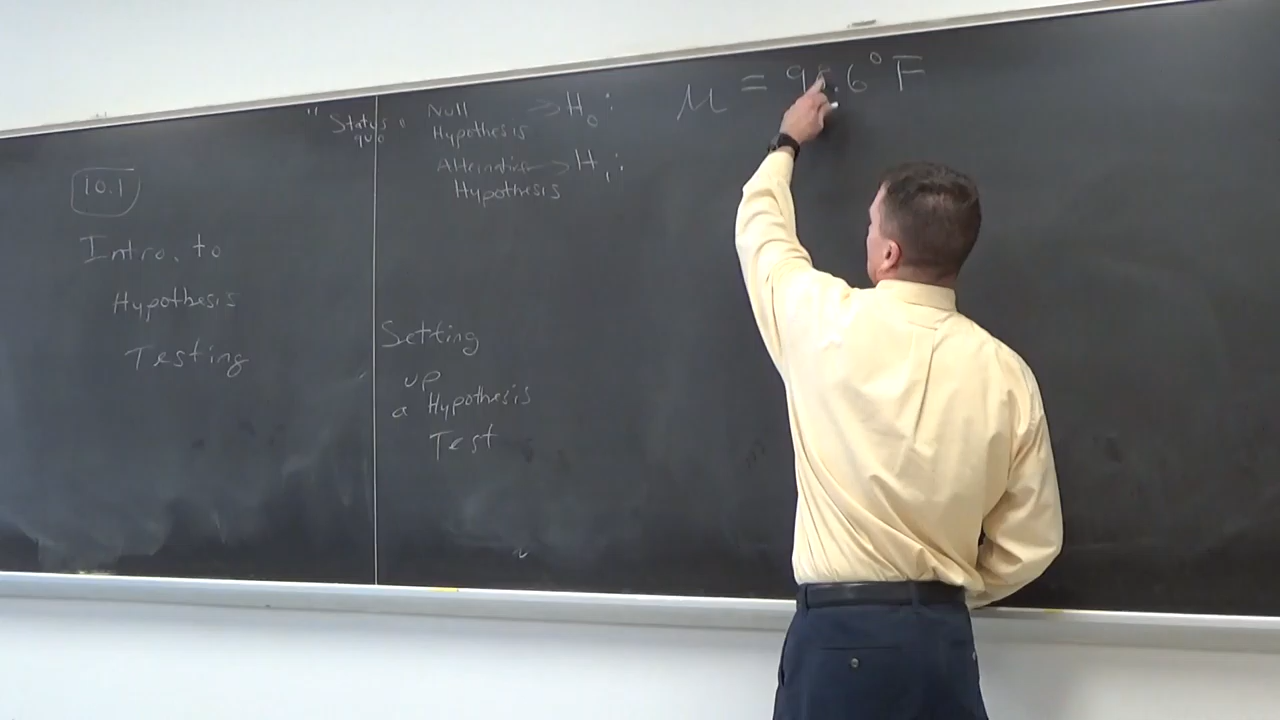 10.1
Intro. to
Hypothesis
Testing
"Status
quo
Null
Hypothesis
→ H₀:
Alternative
Hypothesis
→ H₁:
Setting
up
a Hypothesis
Test
μ = .6° F